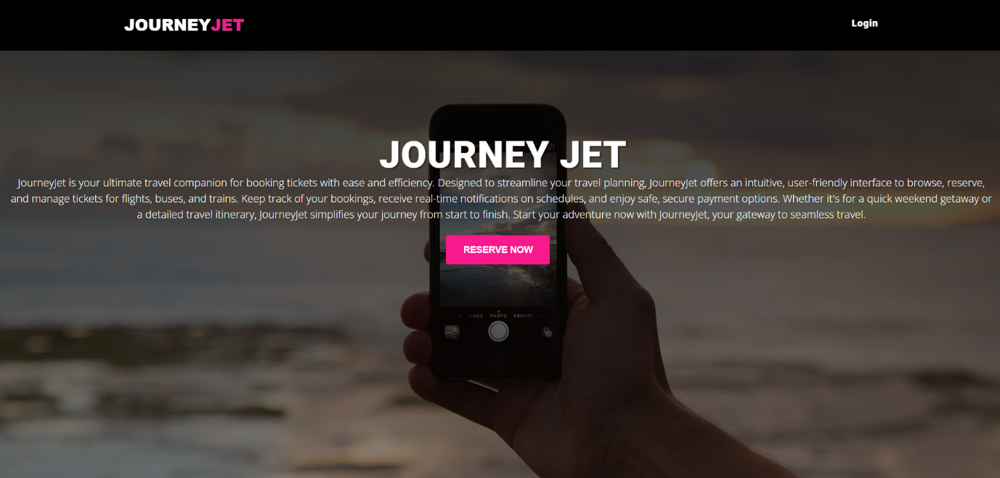 JOURNEYJET
Login
JOURNEY JET
JourneyJet is your ultimate travel companion for booking tickets with ease and efficiency. Designed to streamline your travel planning, JourneyJet offers an intuitive, user-friendly interface to browse, reserve,
and manage tickets for flights, buses, and trains. Keep track of your bookings, receive real-time notifications on schedules, and enjoy safe, secure payment options. Whether it's for a quick weekend getaway or
a detailed travel itinerary, JourneyJet simplifies your journey from start to finish. Start your adventure now with JourneyJet, your gateway to seamless travel.
RESERVE NOW
VIDEO PHOTO SQUARE